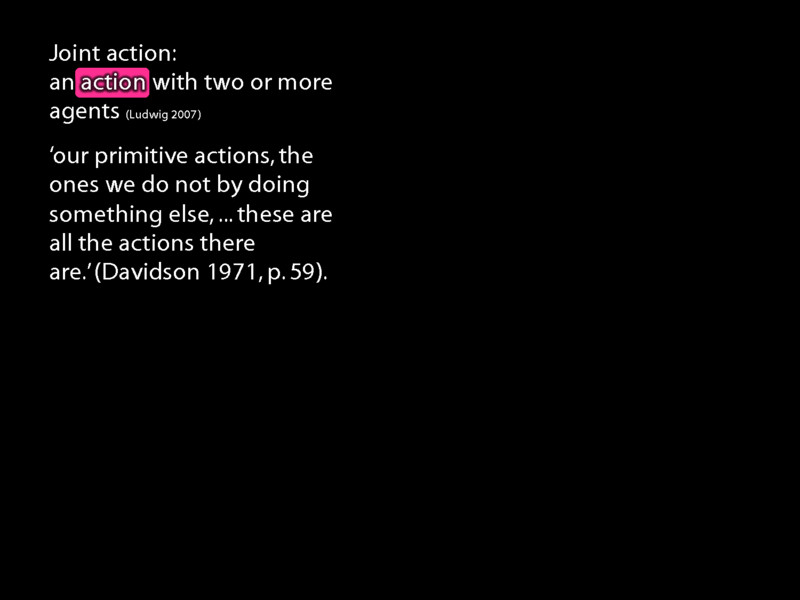 Joint action:
an action with two or more
agents (Ludwig 2007)
‘our primitive actions, the
ones we do not by doing
something else, ... these are
all the actions there
are.’ (Davidson 1971, p. 59).